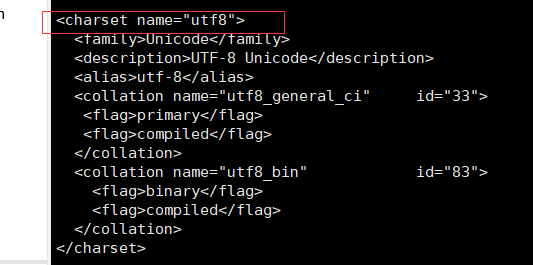 n
<charset name="utf8">
  <family>Unicode</family>
  <description>UTF-8 Unicode</description>
  <alias>utf-8</alias>
  <collation name="utf8_general_ci"     id="33">
   <flag>primary</flag>
   <flag>compiled</flag>
  </collation>
  <collation name="utf8_bin"            id="83">
    <flag>binary</flag>
    <flag>compiled</flag>
  </collation>
</charset>